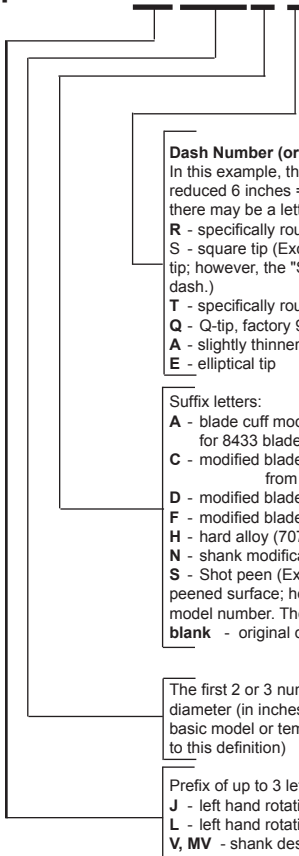 Dash Number (or
In this example, th
reduced 6 inches =
there may be a lett
R - specifically rou
S - square tip (Exc
tip; however, the "S
dash.)
T - specifically rou
Q - Q-tip, factory 9
A - slightly thinner
E - elliptical tip
Suffix letters:
A - blade cuff mod
for 8433 blade
C - modified blade
from
D - modified blade
F - modified blade
H - hard alloy (707
N - shank modifica
S - Shot peen (Ex
peened surface; ho
model number. The
blank - original d
The first 2 or 3 nur
diameter (in inches
basic model or tem
to this definition)
Prefix of up to 3 let
J - left hand rotati
L - left hand rotati
V, MV - shank des